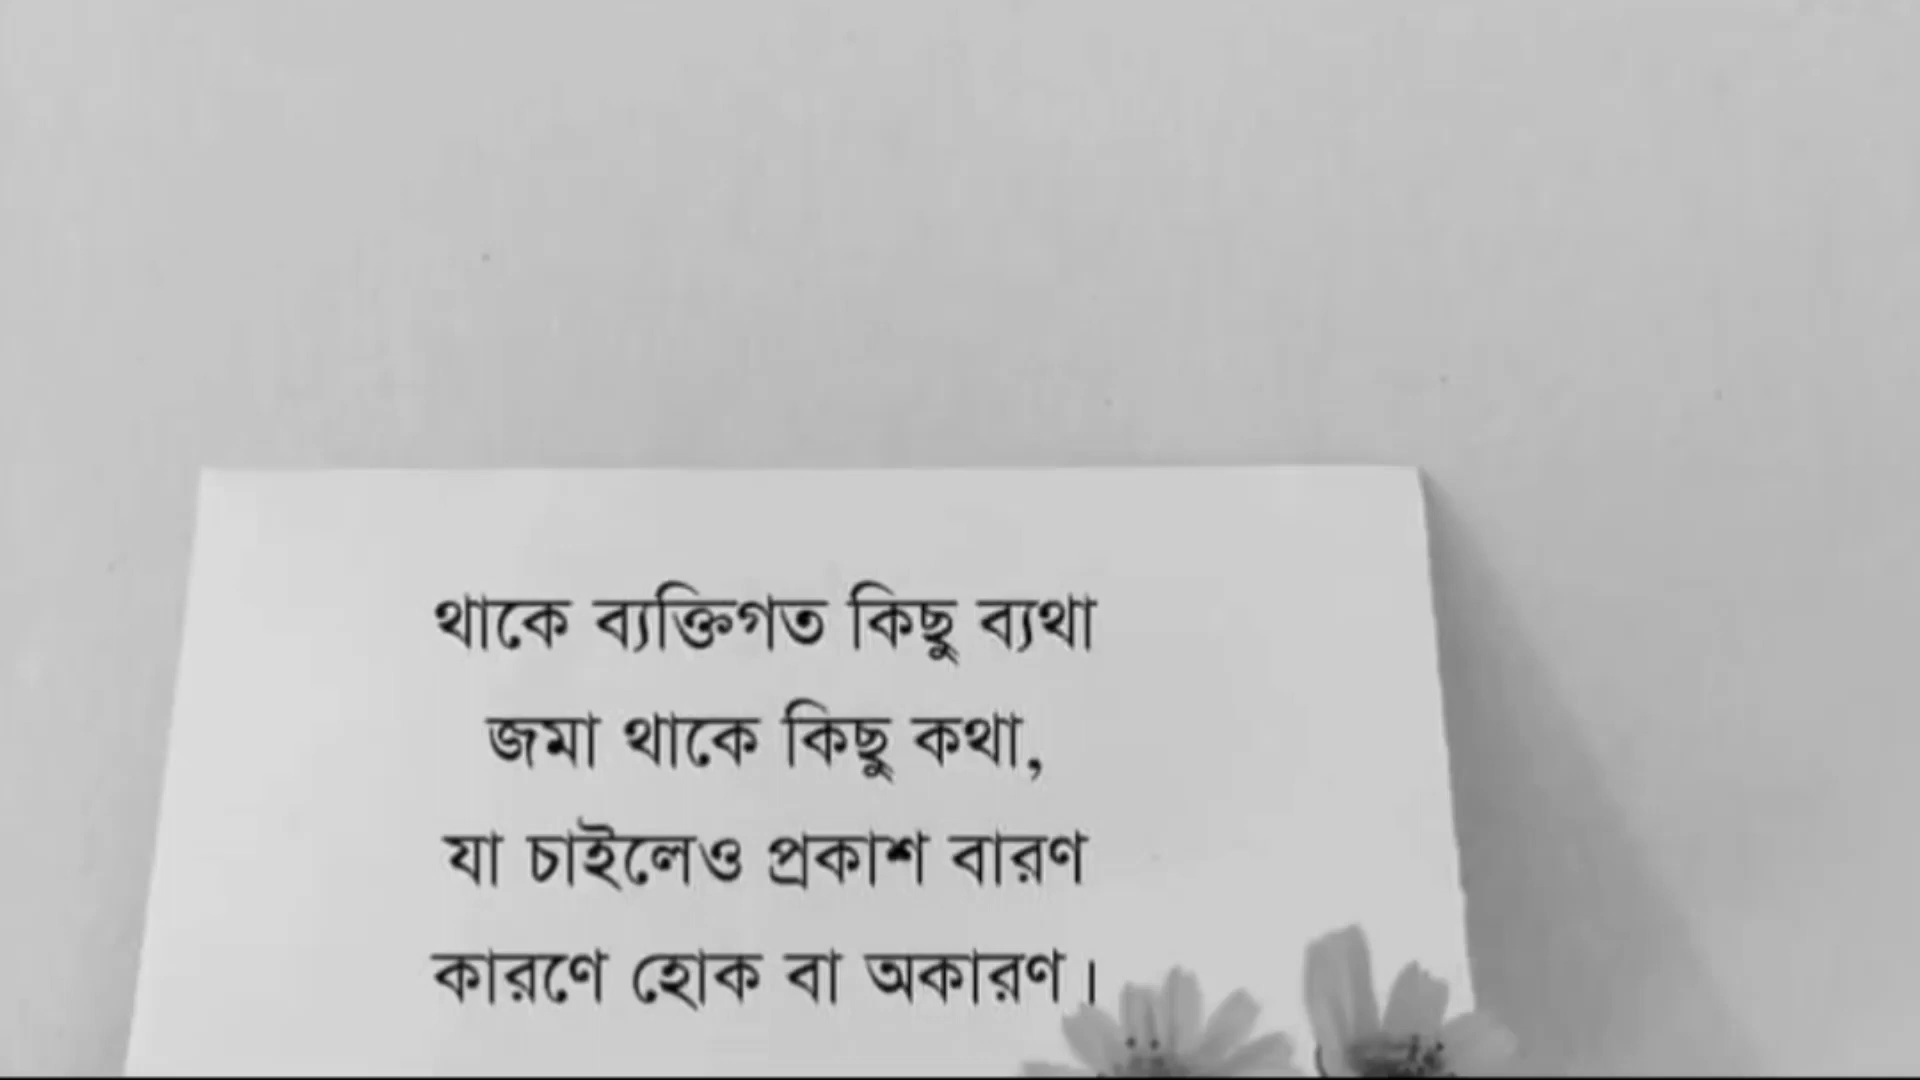 থাকে ব্যক্তিগত কিছু ব্যথা
জমা থাকে কিছু কথা,
যা চাইলেও প্রকাশ বারণ
কারণে হোক বা অকারণ।